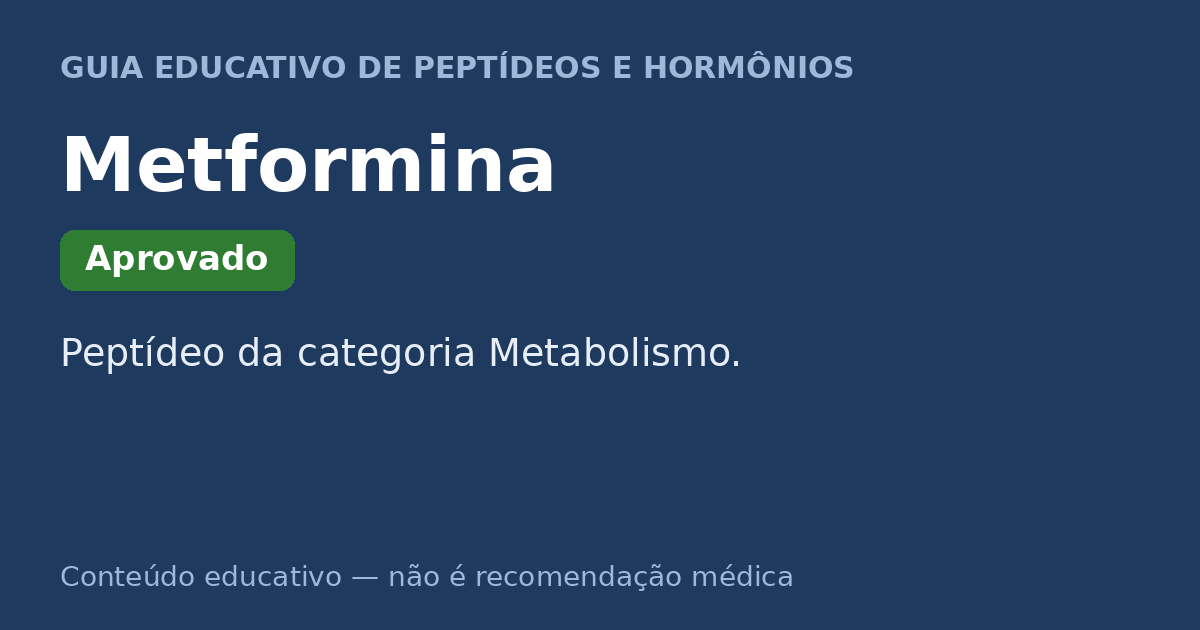 GUIA EDUCATIVO DE PEPTÍDEOS E HORMÔNIOS
Metformina
Aprovado
Peptídeo da categoria Metabolismo.
Conteúdo educativo — não é recomendação médica